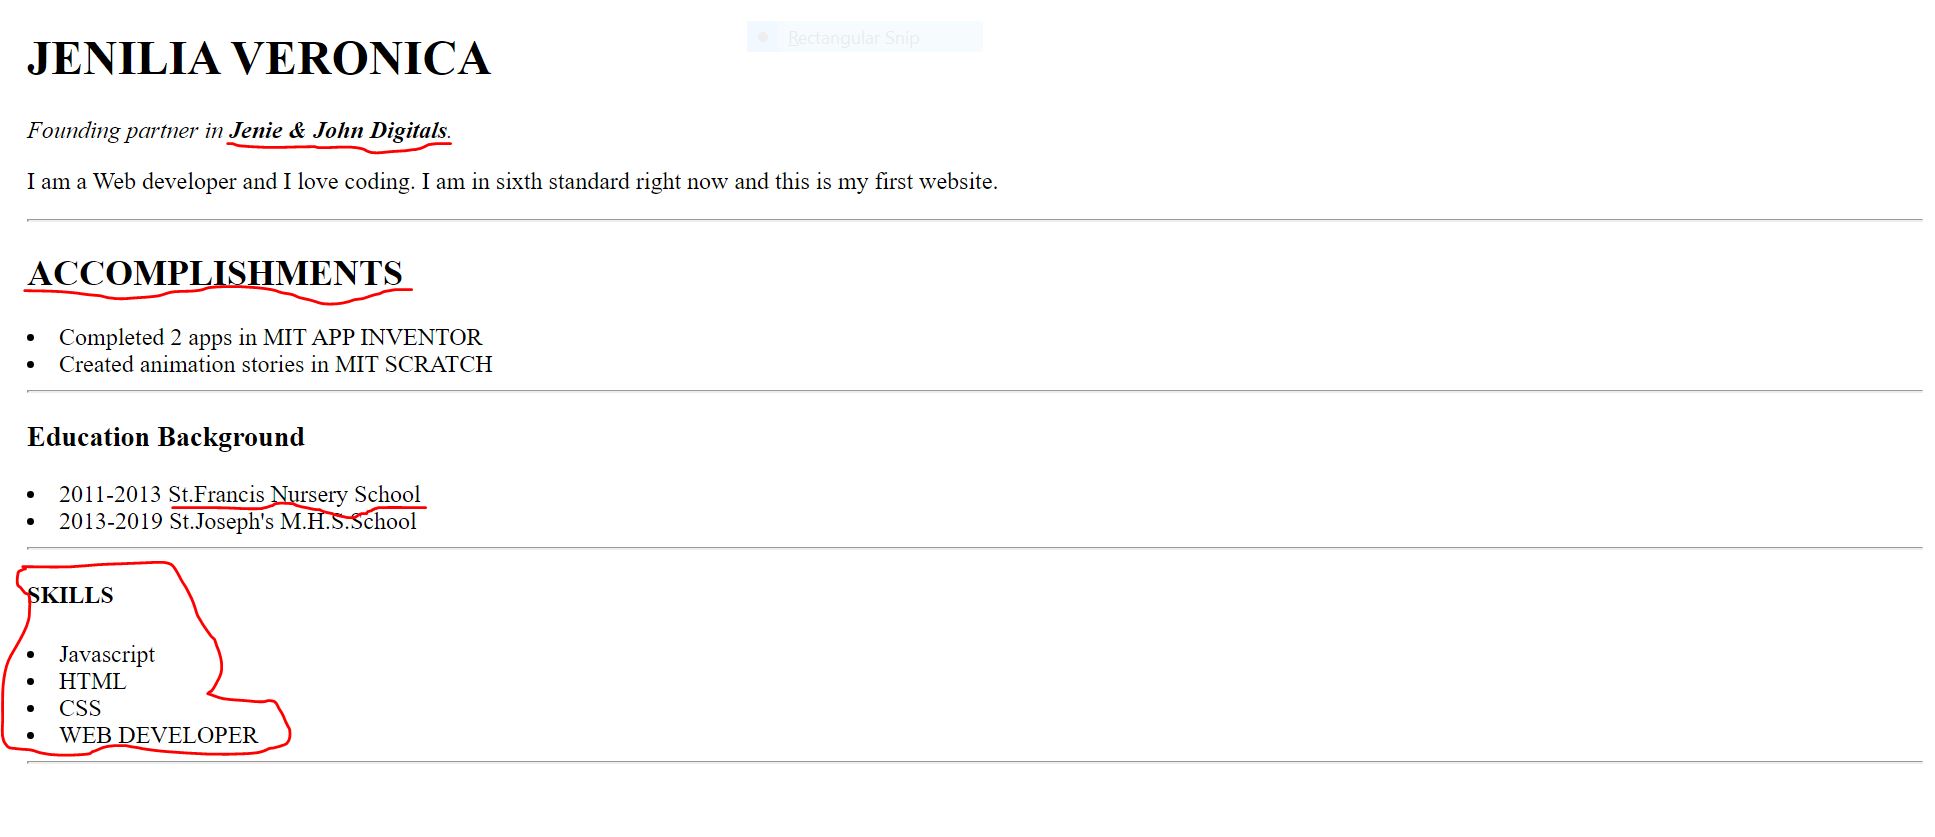 Rectangular Snip
JENILIA VERONICA
Founding partner in Jenie & John Digitals.
I am a Web developer and I love coding. I am in sixth standard right now and this is my first website.
ACCOMPLISHMENTS
• Completed 2 apps in MIT APP INVENTOR
• Created animation stories in MIT SCRATCH
Education Background
• 2011-2013 St.Francis Nursery School
• 2013-2019 St.Joseph's M.H.S.School
SKILLS
• Javascript
• HTML
• CSS
• WEB DEVELOPER